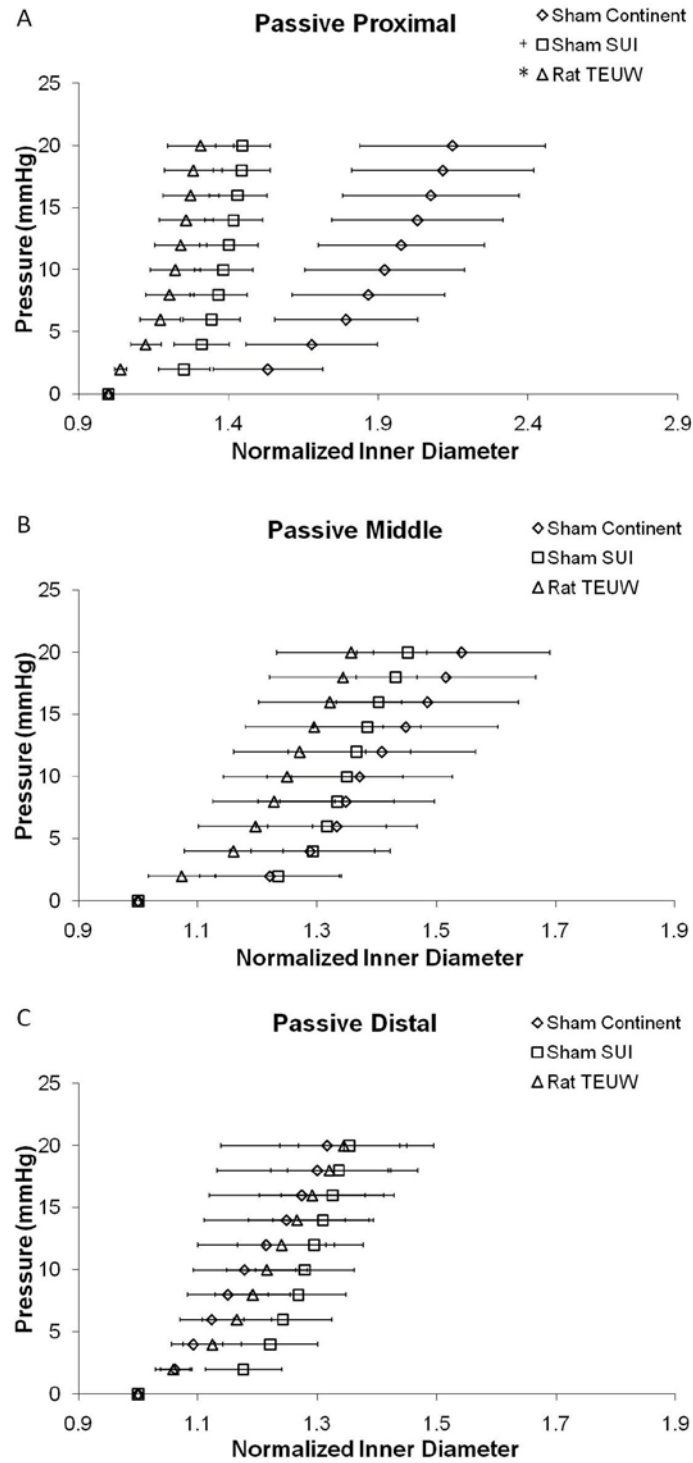 A
Passive Proximal
Sham Continent
+ Sham SUI
* Rat TEUW
Pressure (mmHg)
25
20
15
10
5
0
0.9 1.4 1.9 2.4 2.9
Normalized Inner Diameter
B
Passive Middle
Sham Continent
Sham SUI
Rat TEUW
Pressure (mmHg)
25
20
15
10
5
0
0.9 1.1 1.3 1.5 1.7 1.9
Normalized Inner Diameter
C
Passive Distal
Sham Continent
Sham SUI
Rat TEUW
Pressure (mmHg)
25
20
15
10
5
0
0.9 1.1 1.3 1.5 1.7 1.9
Normalized Inner Diameter